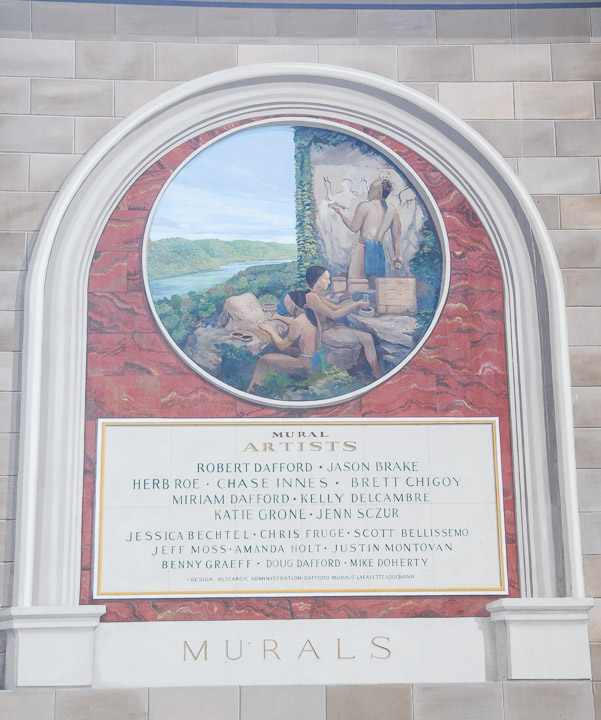 MURAL
ARTISTS
ROBERT DAFFORD • JASON BRAKE
HERB ROE • CHASE INNES • BRETT CHIGOY
MIRIAM DAFFORD • KELLY DELCAMBRE
KATIE GRONE • JENN SCZUR
JESSICA BECHTEL • CHRIS FRUGE • SCOTT BELLISSEMO
JEFF MOSS • AMANDA HOLT • JUSTIN MONTOVAN
BENNY GRAEFF • DOUG DAFFORD • MIKE DOHERTY
• DESIGN, RESEARCH, ADMINISTRATION • DAFFORD MURALS, LAFAYETTE LOUISIANA
MURALS